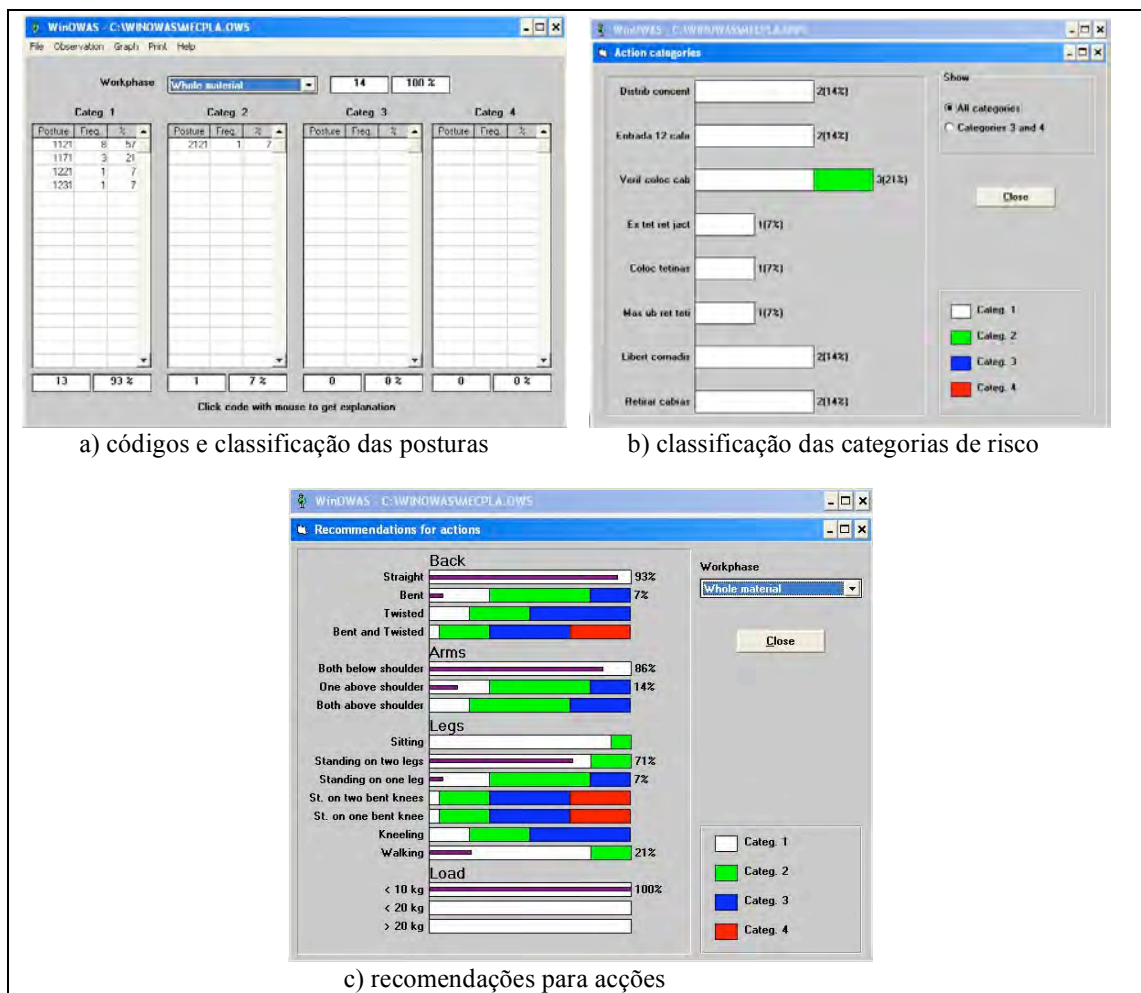 WinOWAS - C:\WINOWAS\MECPLA.OWS
File Observation Graph Print Help
Workphase Whole material 14 100 %
Categ. 1 Categ. 2 Categ. 3 Categ. 4
Posture Freq. % Posture Freq. % Posture Freq. % Posture Freq. %
1121 8 57 2121 1 7
1171 3 21
1221 1 7
1231 1 7
13 93 % 1 7 % 0 0 % 0 0 %
Click code with mouse to get explanation
a) códigos e classificação das posturas
WinOWAS - C:\WINOWAS\MECPLA.OWS
Action categories
Distrib concent 2(14%)
Entrada 12 cabr 2(14%)
Verif coloc cab 3(21%)
Ex tet ret jact 1(7%)
Coloc tetinas 1(7%)
Mas ub ret teti 1(7%)
Libert cornadis 2(14%)
Retirar cabras 2(14%)
Show
All categories
Categories 3 and 4
Close
Categ. 1
Categ. 2
Categ. 3
Categ. 4
b) classificação das categorias de risco
WinOWAS - C:\WINOWAS\MECPLA.OWS
Recommendations for actions
Back
Straight 93%
Bent 7%
Twisted
Bent and Twisted
Arms
Both below shoulder 86%
One above shoulder 14%
Both above shoulder
Legs
Sitting
Standing on two legs 71%
Standing on one leg 7%
St. on two bent knees
St. on one bent knee
Kneeling
Walking 21%
Load
< 10 kg 100%
< 20 kg
> 20 kg
Workphase
Whole material
Close
Categ. 1
Categ. 2
Categ. 3
Categ. 4
c) recomendações para acções